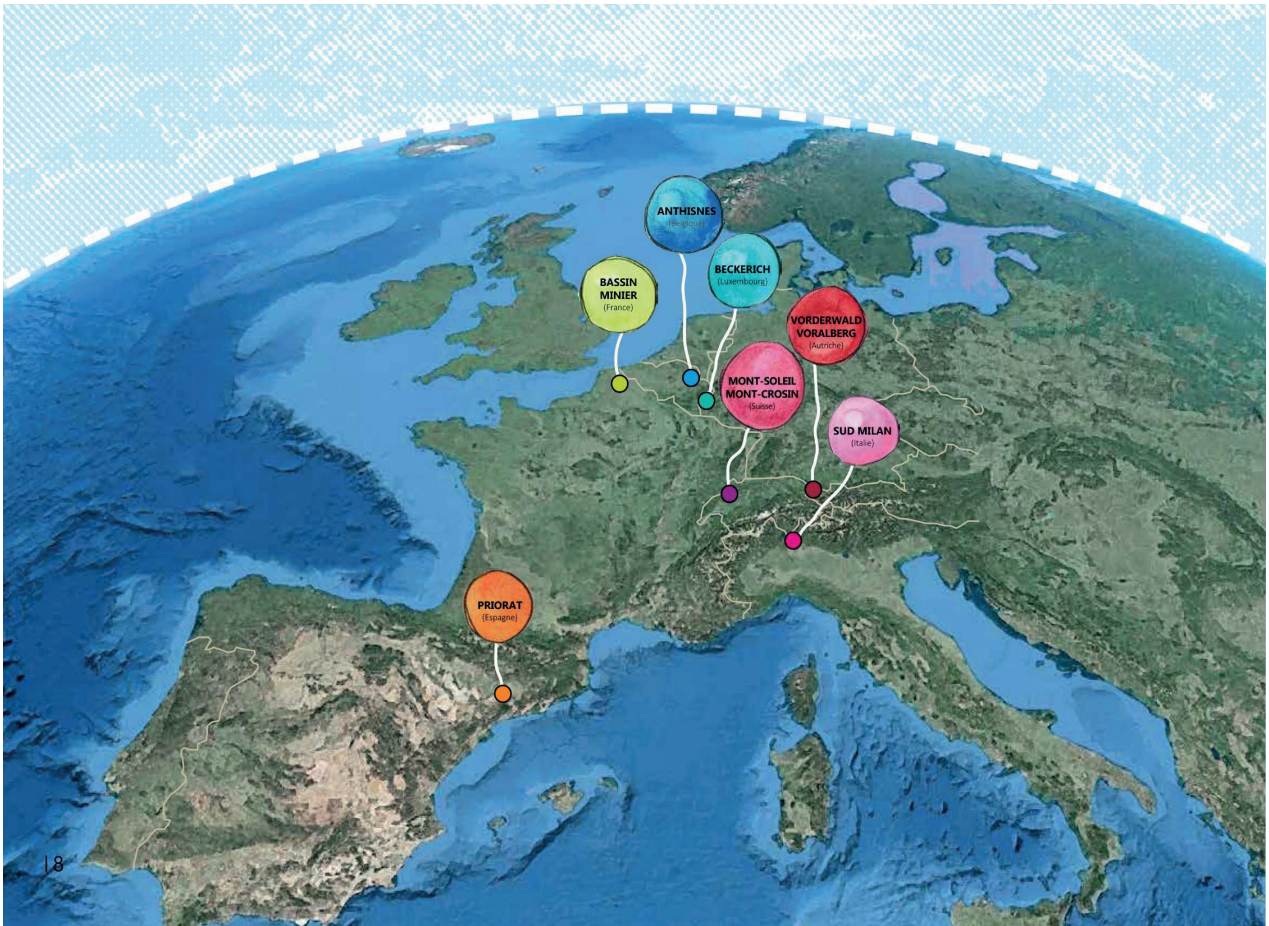 ANTHISNES
(Belgique)
BECKERICH
(Luxembourg)
BASSIN
MINIER
(France)
VORDERWALD
VORALBERG
(Autriche)
MONT-SOLEIL
MONT-CROSIN
(Suisse)
SUD MILAN
(Italie)
PRIORAT
(Espagne)
18